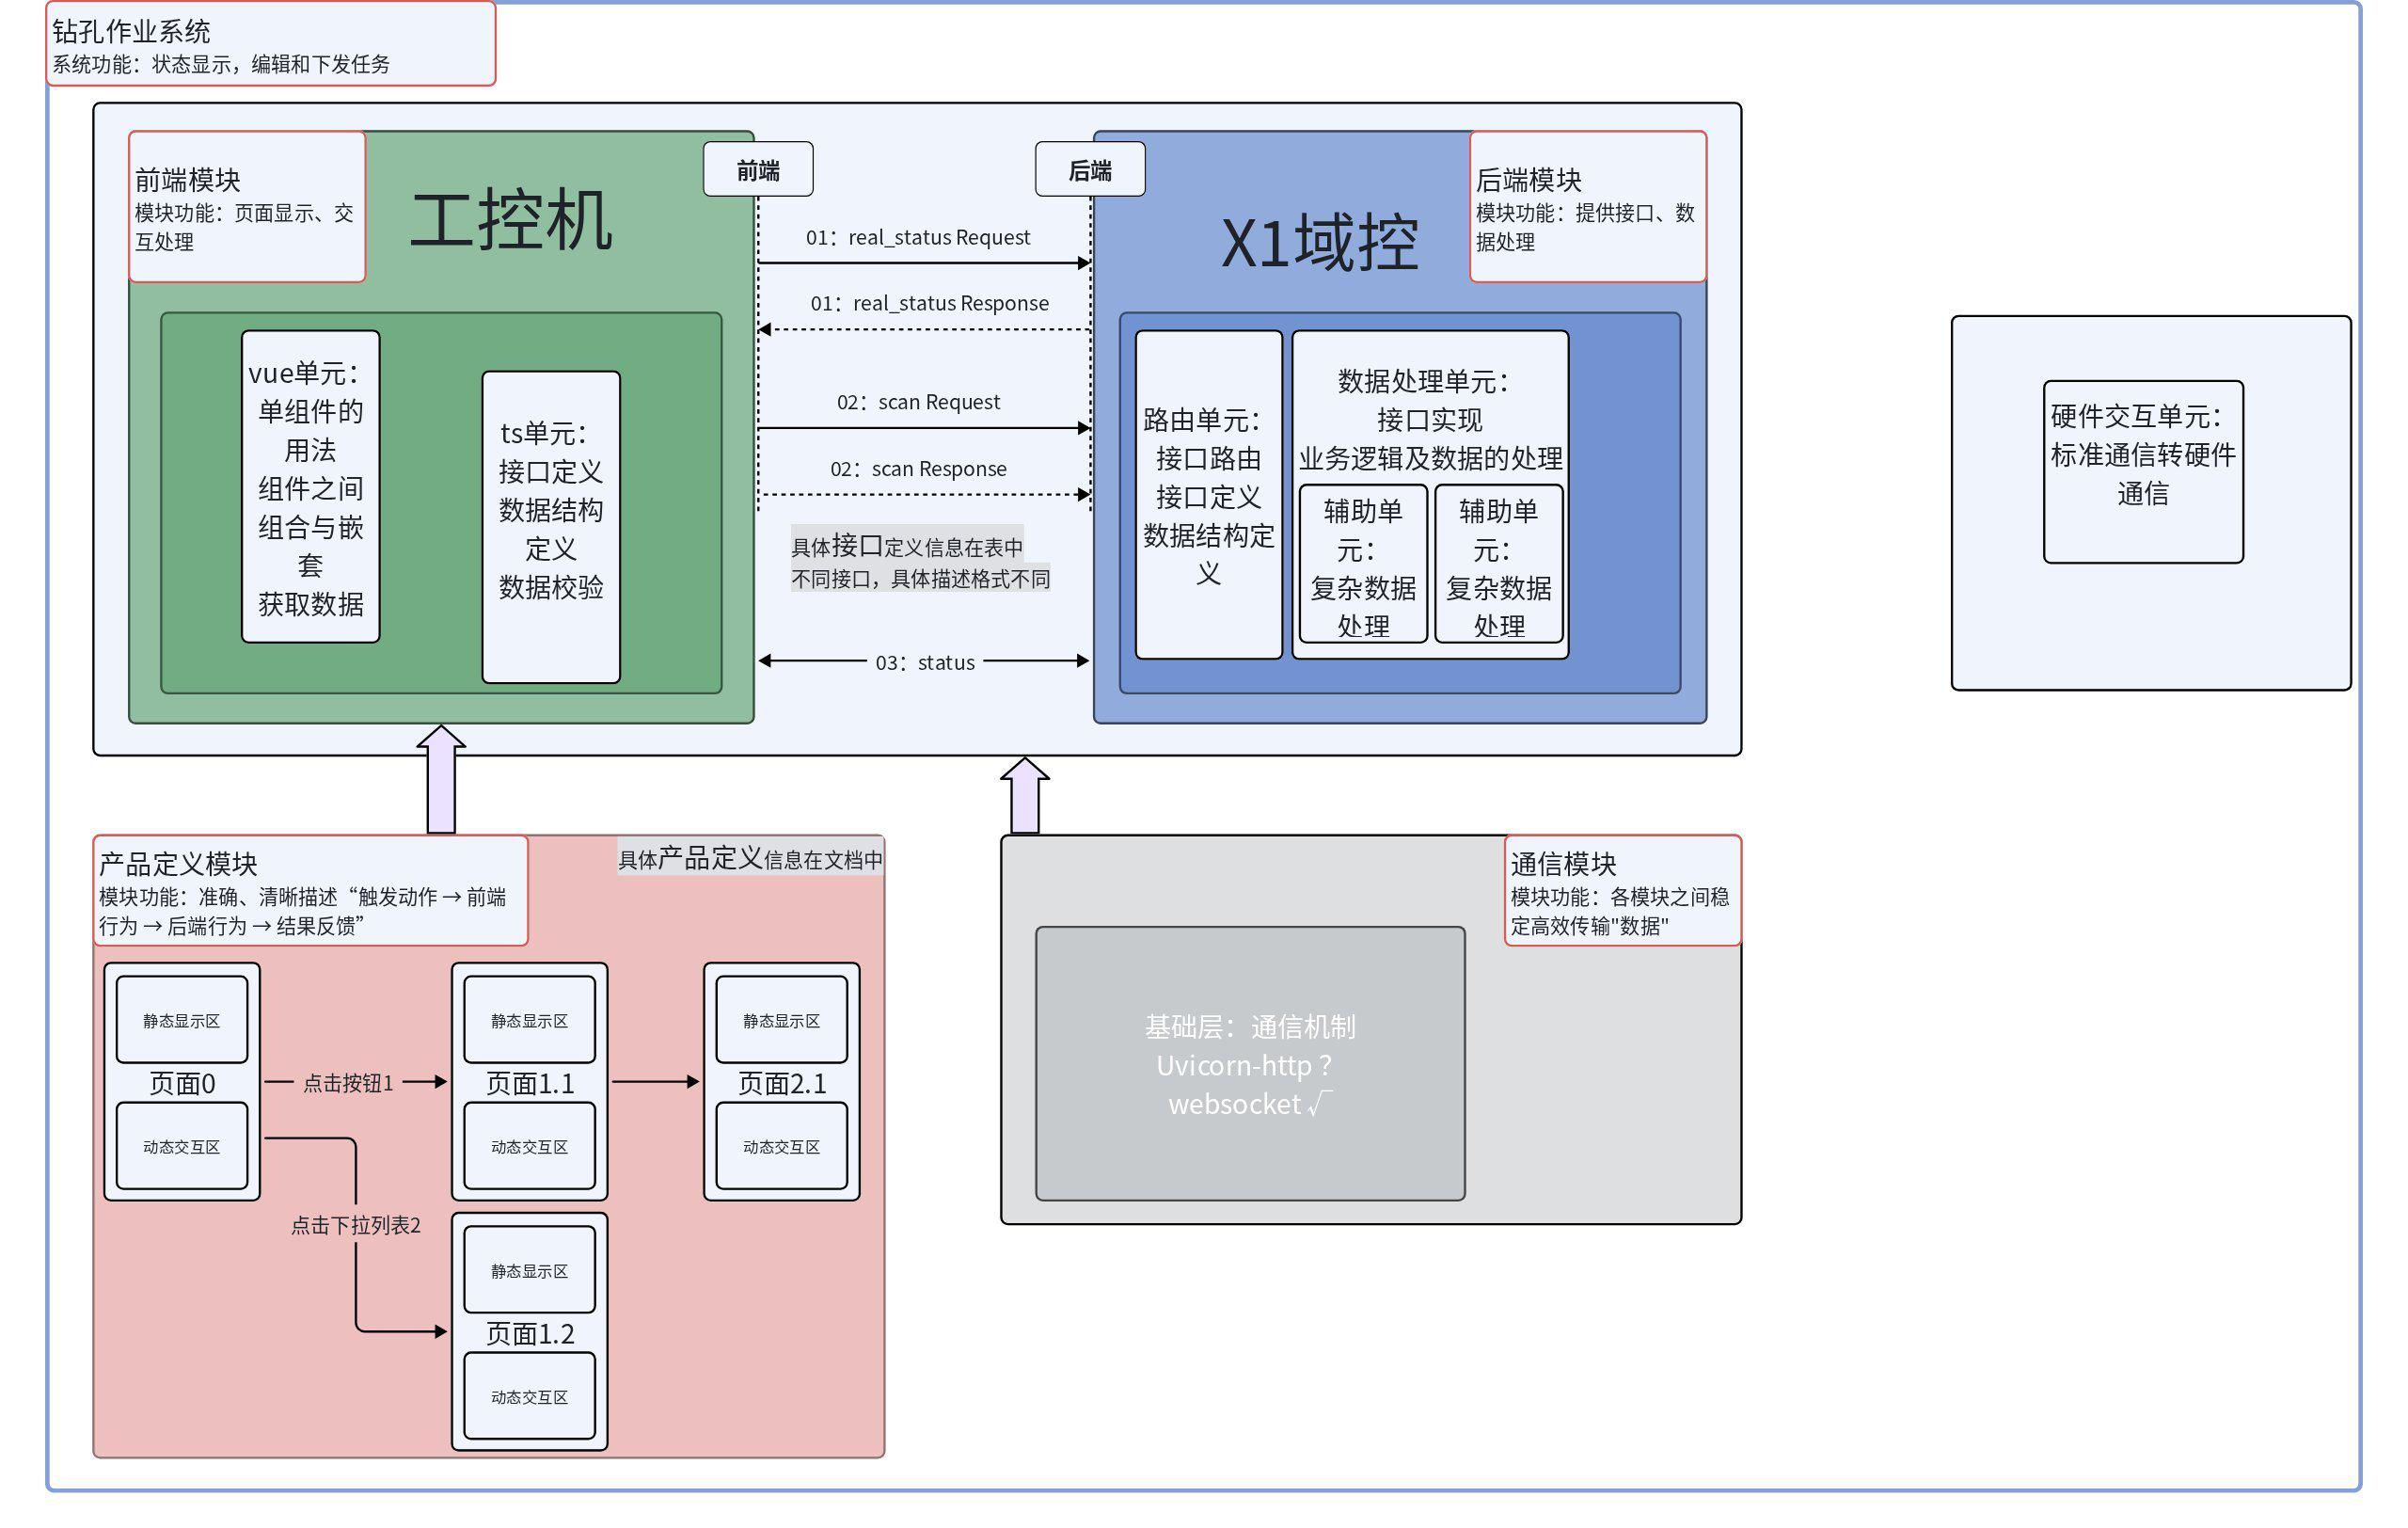 钻孔作业系统
系统功能：状态显示，编辑和下发任务
前端模块
模块功能：页面显示、交
互处理
工控机
前端
后端
X1域控
后端模块
模块功能：提供接口、数
据处理
01：real_status Request
01：real_status Response
02：scan Request
02：scan Response
具体接口定义信息在表中
不同接口，具体描述格式不同
03：status
vue单元：
单组件的
用法
组件之间
组合与嵌
套
获取数据
ts单元：
接口定义
数据结构
定义
数据校验
路由单元：
接口路由
接口定义
数据结构定
义
数据处理单元：
接口实现
业务逻辑及数据的处理
辅助单
元：
复杂数据
处理
辅助单
元：
复杂数据
处理
硬件交互单元：
标准通信转硬件
通信
产品定义模块
模块功能：准确、清晰描述“触发动作 → 前端
行为 → 后端行为 → 结果反馈”
具体产品定义信息在文档中
静态显示区
页面0
动态交互区
点击按钮1
点击下拉列表2
静态显示区
页面1.1
动态交互区
静态显示区
页面2.1
动态交互区
静态显示区
页面1.2
动态交互区
通信模块
模块功能：各模块之间稳
定高效传输"数据"
基础层：通信机制
Uvicorn-http？
websocket √